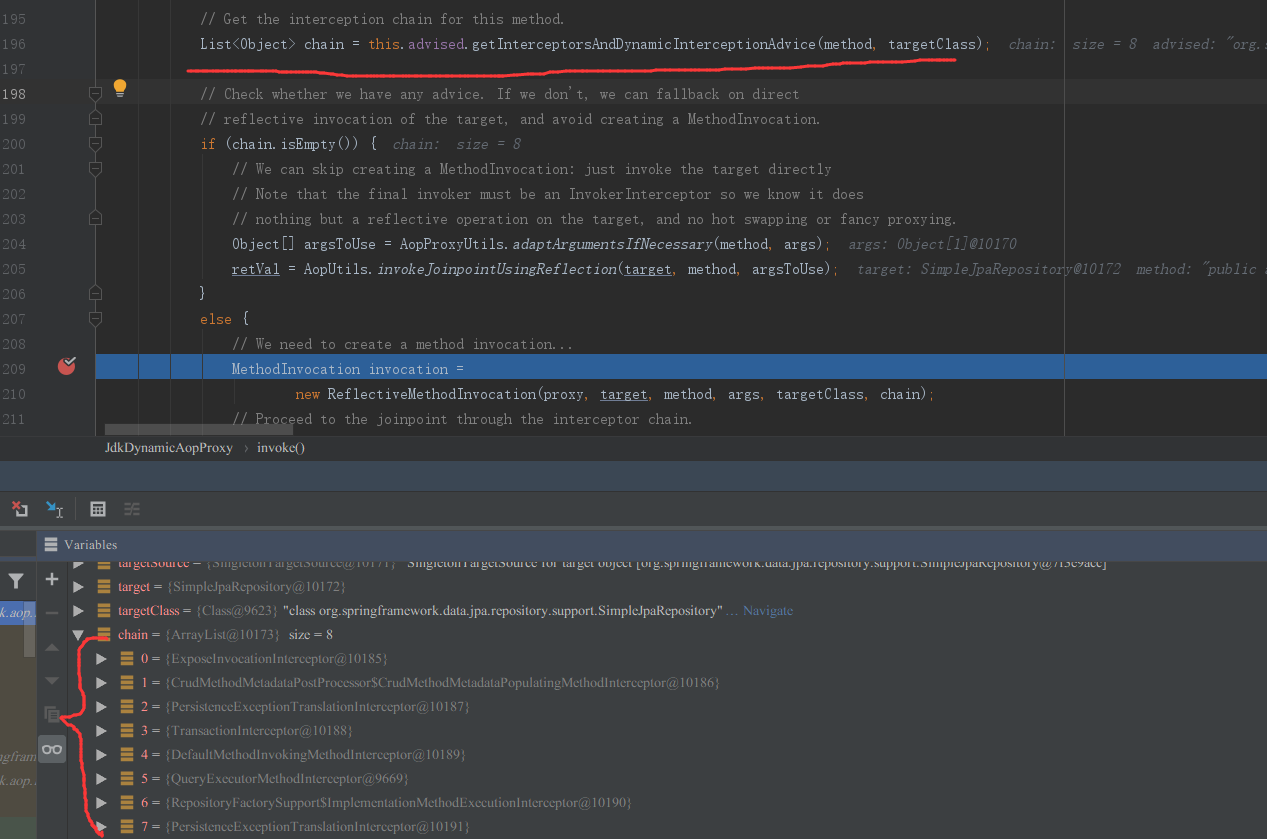 195 // Get the interception chain for this method.
196 List<Object> chain = this.advised.getInterceptorsAndDynamicInterceptionAdvice(method, targetClass); chain: size = 8 advised: "org.
197
198 // Check whether we have any advice. If we don't, we can fallback on direct
199 // reflective invocation of the target, and avoid creating a MethodInvocation.
200 if (chain.isEmpty()) { chain: size = 8
201 // We can skip creating a MethodInvocation: just invoke the target directly
202 // Note that the final invoker must be an InvokerInterceptor so we know it does
203 // nothing but a reflective operation on the target, and no hot swapping or fancy proxying.
204 Object[] argsToUse = AopProxyUtils.adaptArgumentsIfNecessary(method, args); args: Object[1]@10170
205 retVal = AopUtils.invokeJoinpointUsingReflection(target, method, argsToUse); target: SimpleJpaRepository@10172 method: "public
206 }
207 else {
208 // We need to create a method invocation...
209 MethodInvocation invocation =
210 new ReflectiveMethodInvocation(proxy, target, method, args, targetClass, chain);
211 // Proceed to the joinpoint through the interceptor chain.
JdkDynamicAopProxy › invoke()
Variables
targetSource = {SingletonTargetSource@10171} "SingletonTargetSource for target object [org.springframework.data.jpa.repository.support.SimpleJpaRepository@7f3e9acc]
target = {SimpleJpaRepository@10172}
k.aop. targetClass = {Class@9623} "class org.springframework.data.jpa.repository.support.SimpleJpaRepository" ... Navigate
chain = {ArrayList@10173} size = 8
0 = {ExposeInvocationInterceptor@10185}
1 = {CrudMethodMetadataPostProcessor$CrudMethodMetadataPopulatingMethodInterceptor@10186}
2 = {PersistenceExceptionTranslationInterceptor@10187}
3 = {TransactionInterceptor@10188}
ngfram 4 = {DefaultMethodInvokingMethodInterceptor@10189}
k.aop. 5 = {QueryExecutorMethodInterceptor@9669}
6 = {RepositoryFactorySupport$ImplementationMethodExecutionInterceptor@10190}
7 = {PersistenceExceptionTranslationInterceptor@10191}